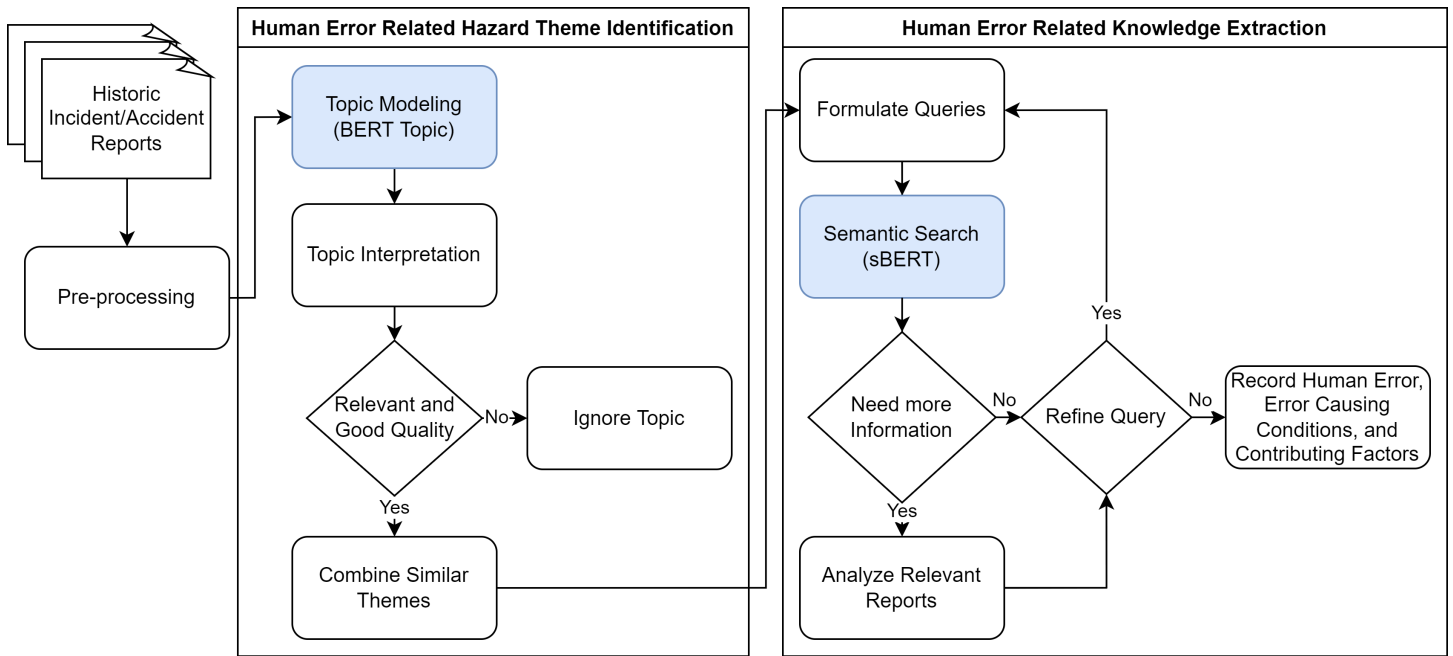 Human Error Related Hazard Theme Identification
Human Error Related Knowledge Extraction
Historic
Incident/Accident
Reports
Pre-processing
Topic Modeling
(BERT Topic)
Topic Interpretation
Relevant and
Good Quality
No
Ignore Topic
Yes
Combine Similar
Themes
Formulate Queries
Semantic Search
(sBERT)
Need more
Information
No
Yes
Analyze Relevant
Reports
Refine Query
Yes
No
Record Human Error,
Error Causing
Conditions, and
Contributing Factors